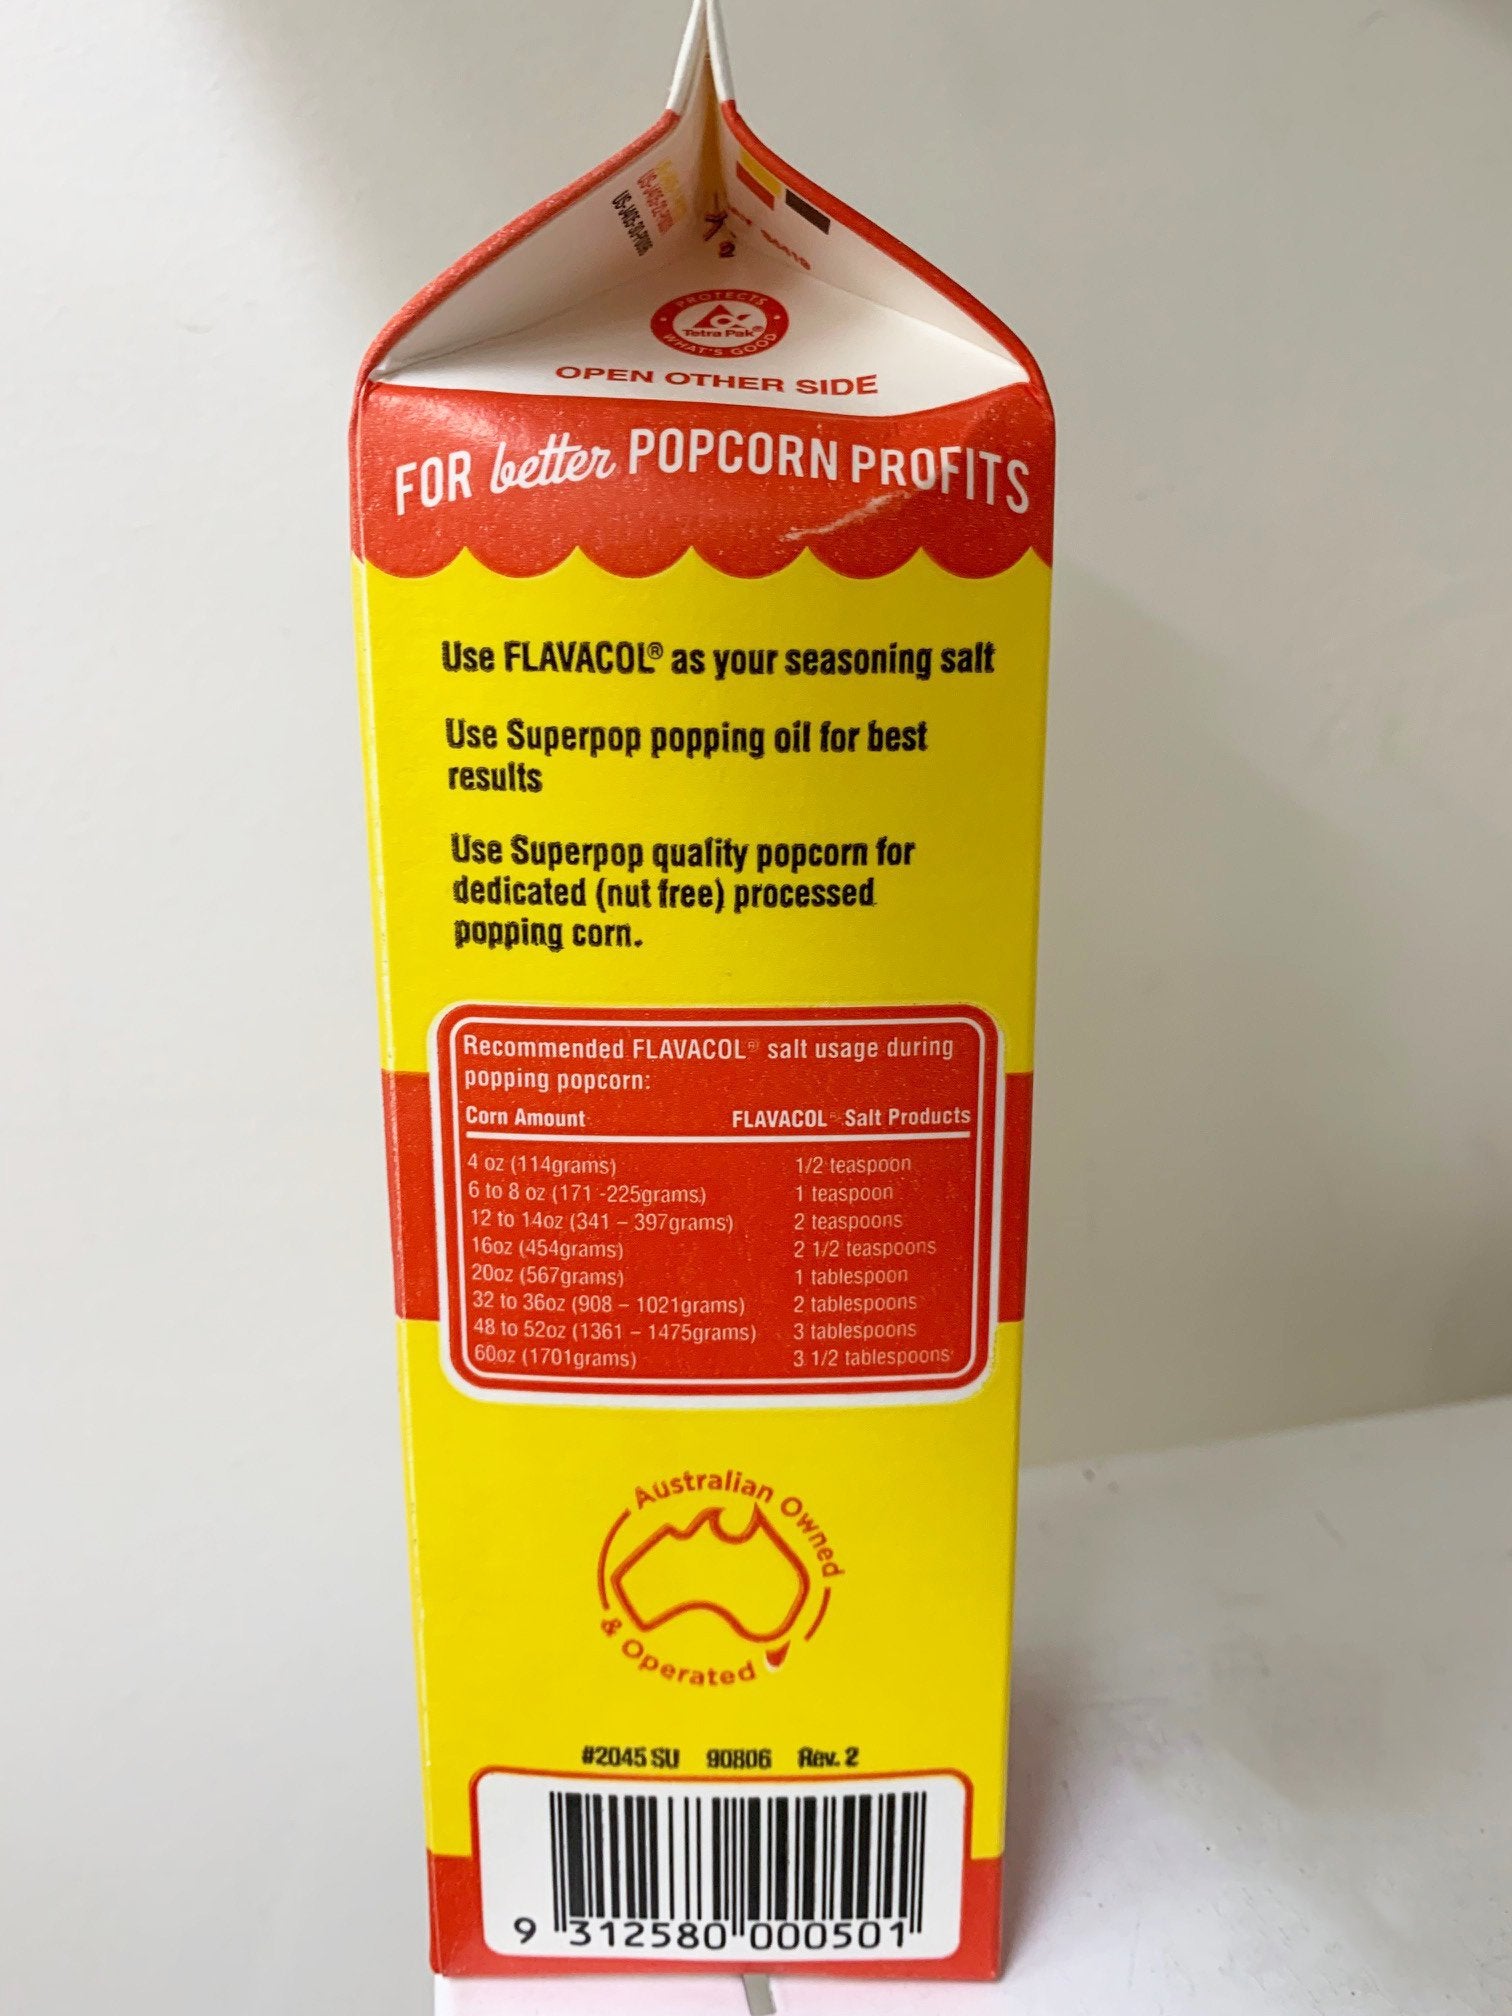 US-J405-20-P1086
PROTECTS
Tetra Pak®
WHAT'S GOOD
OPEN OTHER SIDE
FOR better POPCORN PROFITS
Use FLAVACOL® as your seasoning salt
Use Superpop popping oil for best
results
Use Superpop quality popcorn for
dedicated (nut free) processed
popping corn.
Recommended FLAVACOL® salt usage during
popping popcorn:
Corn Amount FLAVACOL® Salt Products
4 oz (114grams) 1/2 teaspoon
6 to 8 oz (171 -225grams) 1 teaspoon
12 to 14oz (341 – 397grams) 2 teaspoons
16oz (454grams) 2 1/2 teaspoons
20oz (567grams) 1 tablespoon
32 to 36oz (908 – 1021grams) 2 tablespoons
48 to 52oz (1361 – 1475grams) 3 tablespoons
60oz (1701grams) 3 1/2 tablespoons
Australian Owned
& Operated
#2045 SU 90806 Rev. 2
9 312580 000501